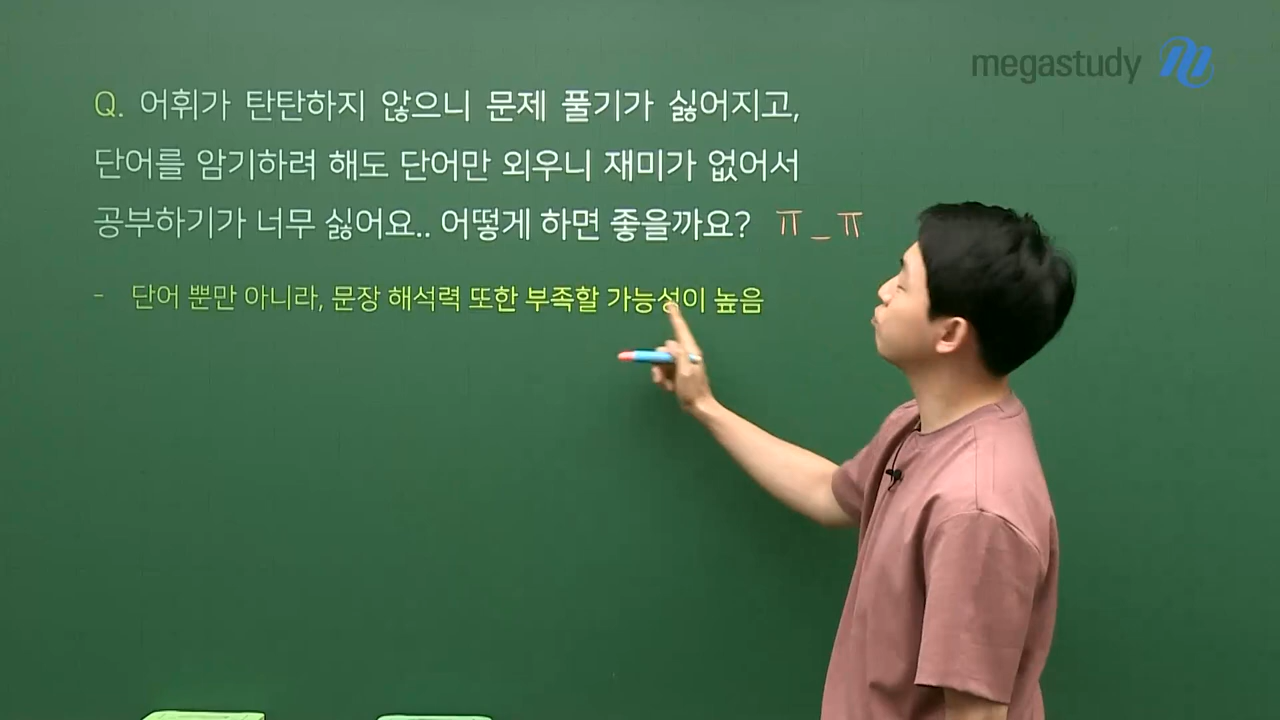 megastudy
Q. 어휘가 탄탄하지 않으니 문제 풀기가 싫어지고,
단어를 암기하려 해도 단어만 외우니 재미가 없어서
공부하기가 너무 싫어요.. 어떻게 하면 좋을까요? ㅠ_ㅠ
- 단어 뿐만 아니라, 문장 해석력 또한 부족할 가능성이 높음